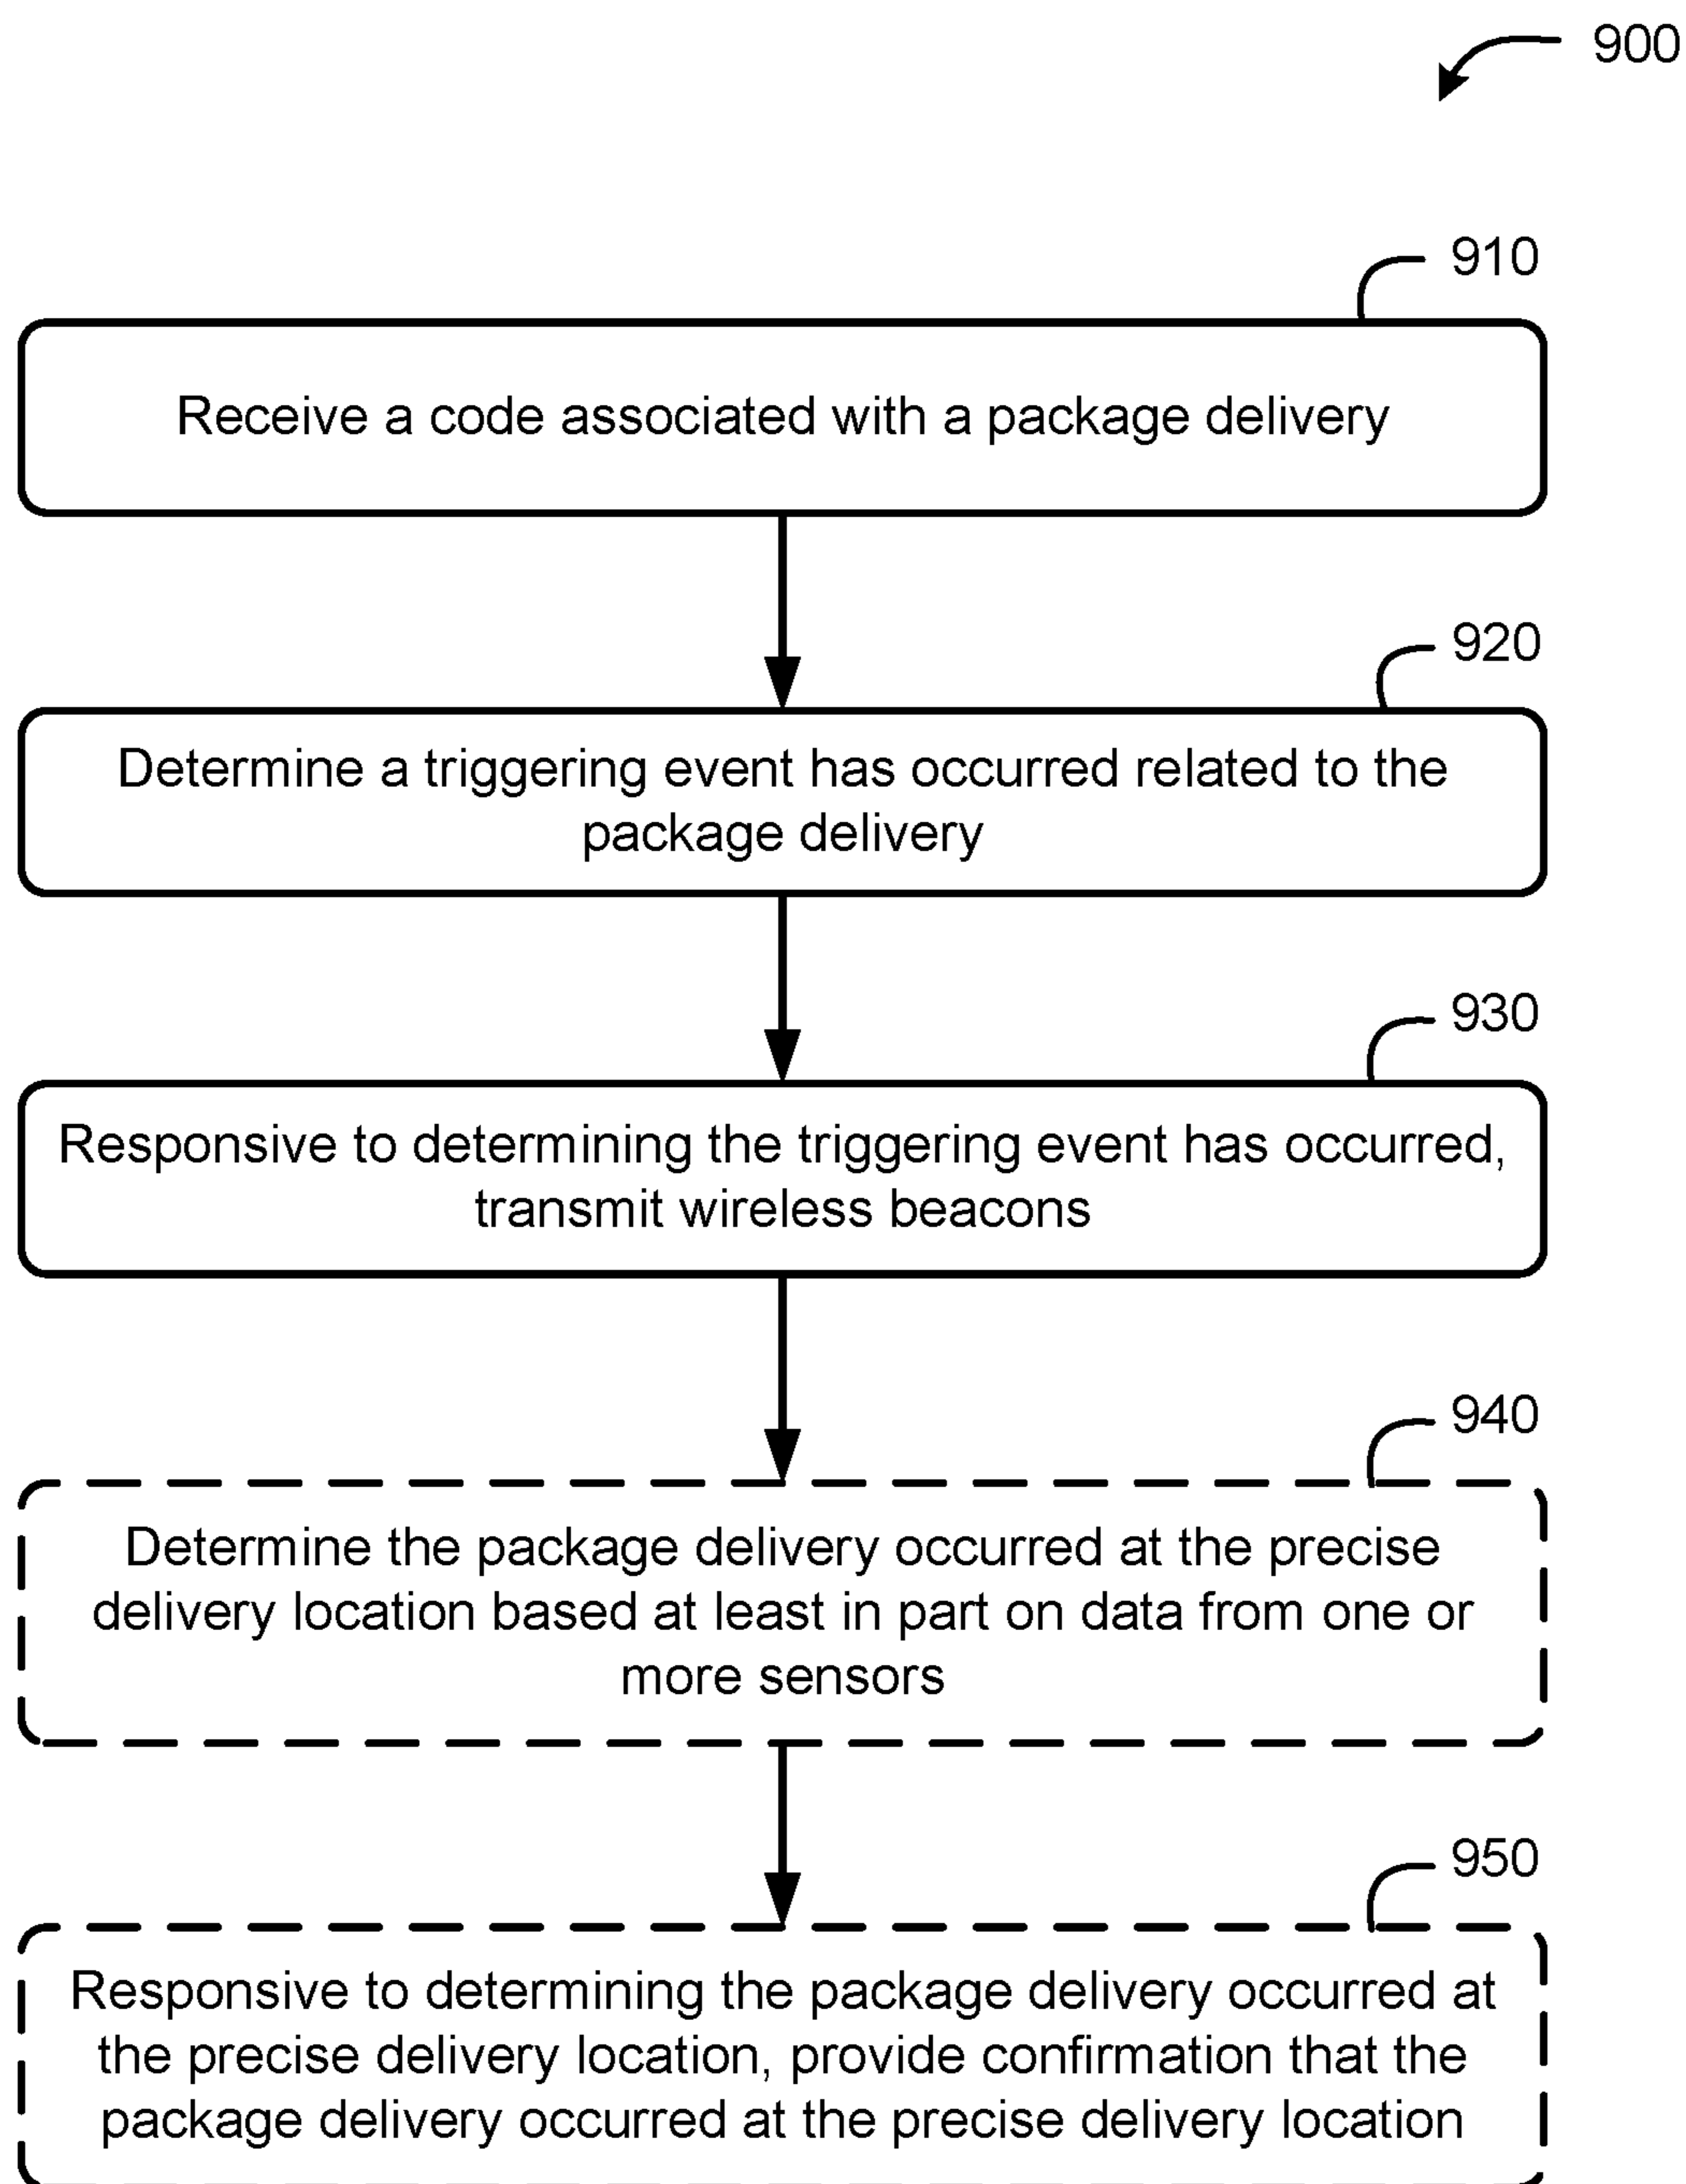 900
910
Receive a code associated with a package delivery
920
Determine a triggering event has occurred related to the
package delivery
930
Responsive to determining the triggering event has occurred,
transmit wireless beacons
940
Determine the package delivery occurred at the precise
delivery location based at least in part on data from one or
more sensors
950
Responsive to determining the package delivery occurred at
the precise delivery location, provide confirmation that the
package delivery occurred at the precise delivery location